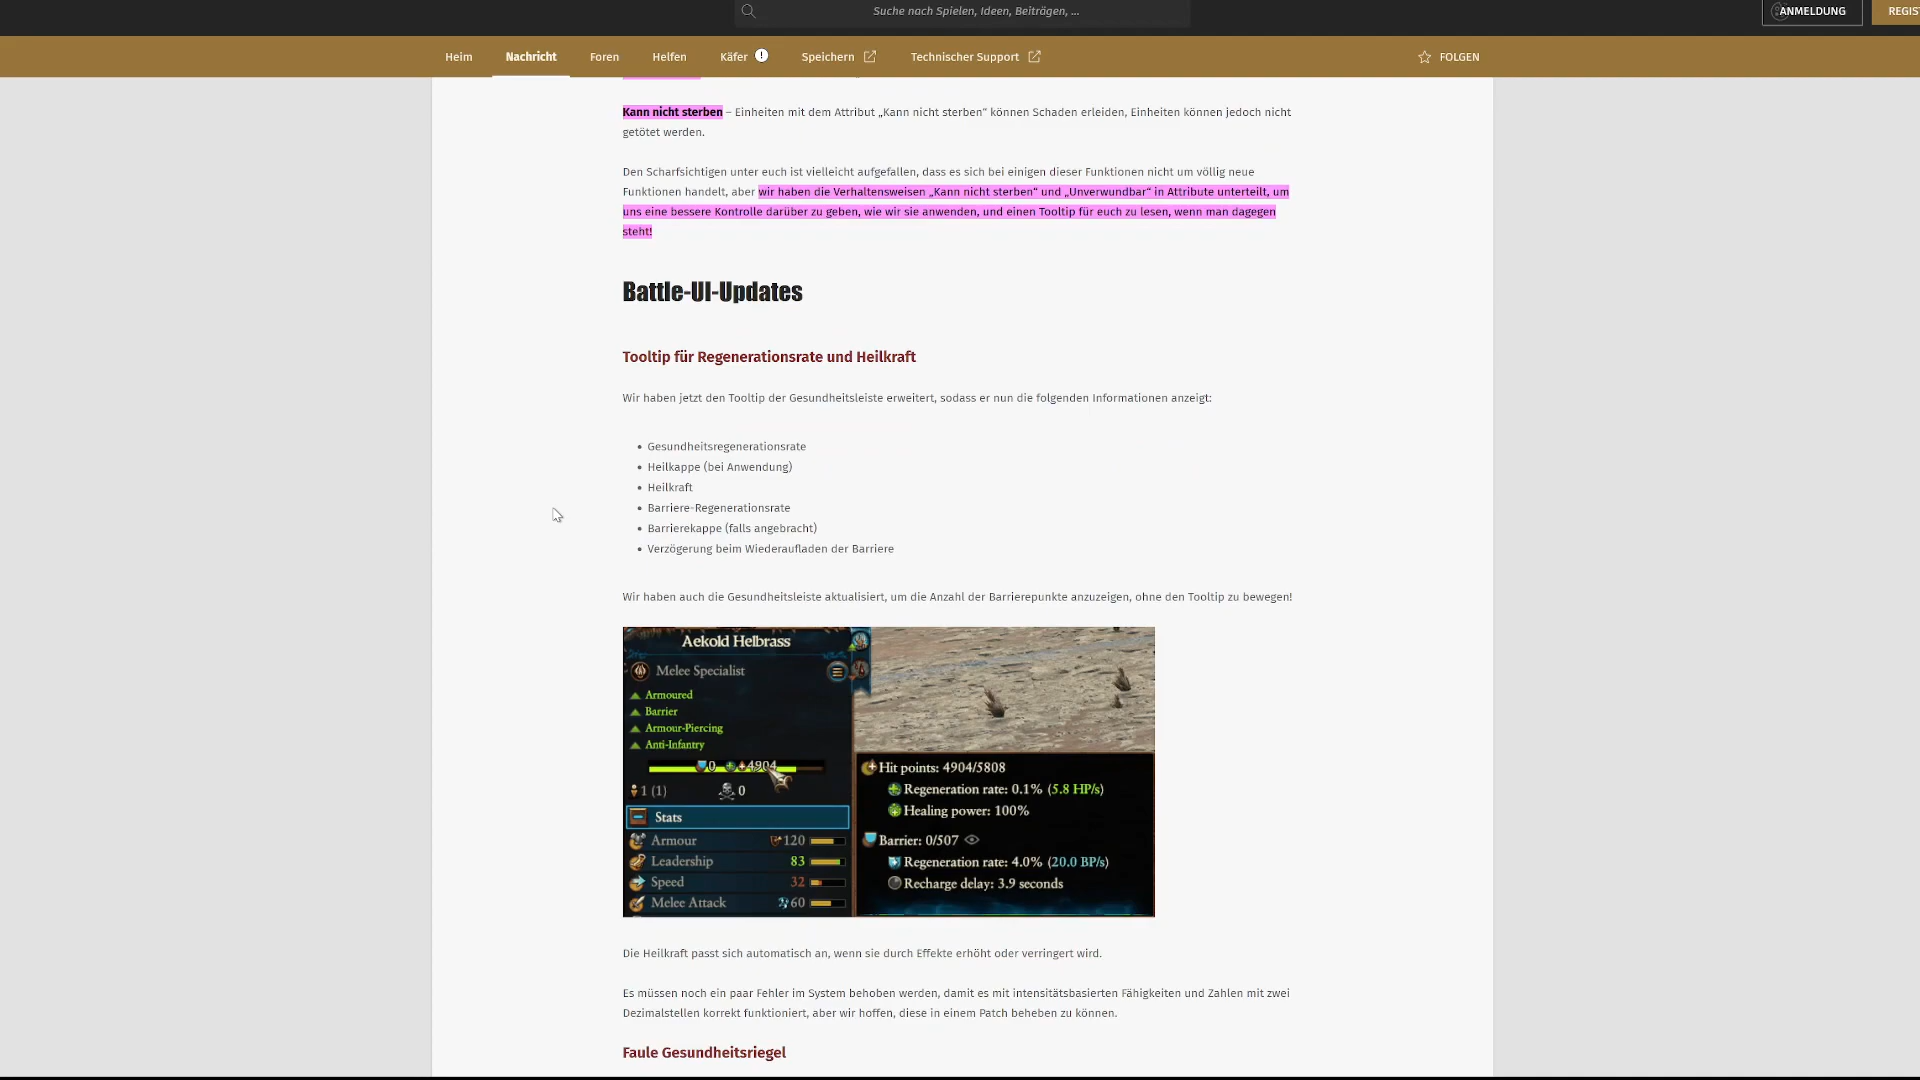 Suche nach Spielen, Ideen, Beiträgen, ...
ANMELDUNG
REGIS
Heim
Nachricht
Foren
Helfen
Käfer
Speichern
Technischer Support
FOLGEN
Kann nicht sterben – Einheiten mit dem Attribut „Kann nicht sterben“ können Schaden erleiden, Einheiten können jedoch nicht
getötet werden.
Den Scharfsichtigen unter euch ist vielleicht aufgefallen, dass es sich bei einigen dieser Funktionen nicht um völlig neue
Funktionen handelt, aber wir haben die Verhaltensweisen „Kann nicht sterben“ und „Unverwundbar“ in Attribute unterteilt, um
uns eine bessere Kontrolle darüber zu geben, wie wir sie anwenden, und einen Tooltip für euch zu lesen, wenn man dagegen
steht!
Battle-UI-Updates
Tooltip für Regenerationsrate und Heilkraft
Wir haben jetzt den Tooltip der Gesundheitsleiste erweitert, sodass er nun die folgenden Informationen anzeigt:
• Gesundheitsregenerationsrate
• Heilkappe (bei Anwendung)
• Heilkraft
• Barriere-Regenerationsrate
• Barrierekappe (falls angebracht)
• Verzögerung beim Wiederaufladen der Barriere
Wir haben auch die Gesundheitsleiste aktualisiert, um die Anzahl der Barrierepunkte anzuzeigen, ohne den Tooltip zu bewegen!
Aekold Helbrass
Melee Specialist
Armoured
Barrier
Armour-Piercing
Anti-Infantry
0 4904
1 (1) 0
Stats
Armour 120
Leadership 83
Speed 32
Melee Attack 60
Hit points: 4904/5808
Regeneration rate: 0.1% (5.8 HP/s)
Healing power: 100%
Barrier: 0/507
Regeneration rate: 4.0% (20.0 BP/s)
Recharge delay: 3.9 seconds
Die Heilkraft passt sich automatisch an, wenn sie durch Effekte erhöht oder verringert wird.
Es müssen noch ein paar Fehler im System behoben werden, damit es mit intensitätsbasierten Fähigkeiten und Zahlen mit zwei
Dezimalstellen korrekt funktioniert, aber wir hoffen, diese in einem Patch beheben zu können.
Faule Gesundheitsriegel